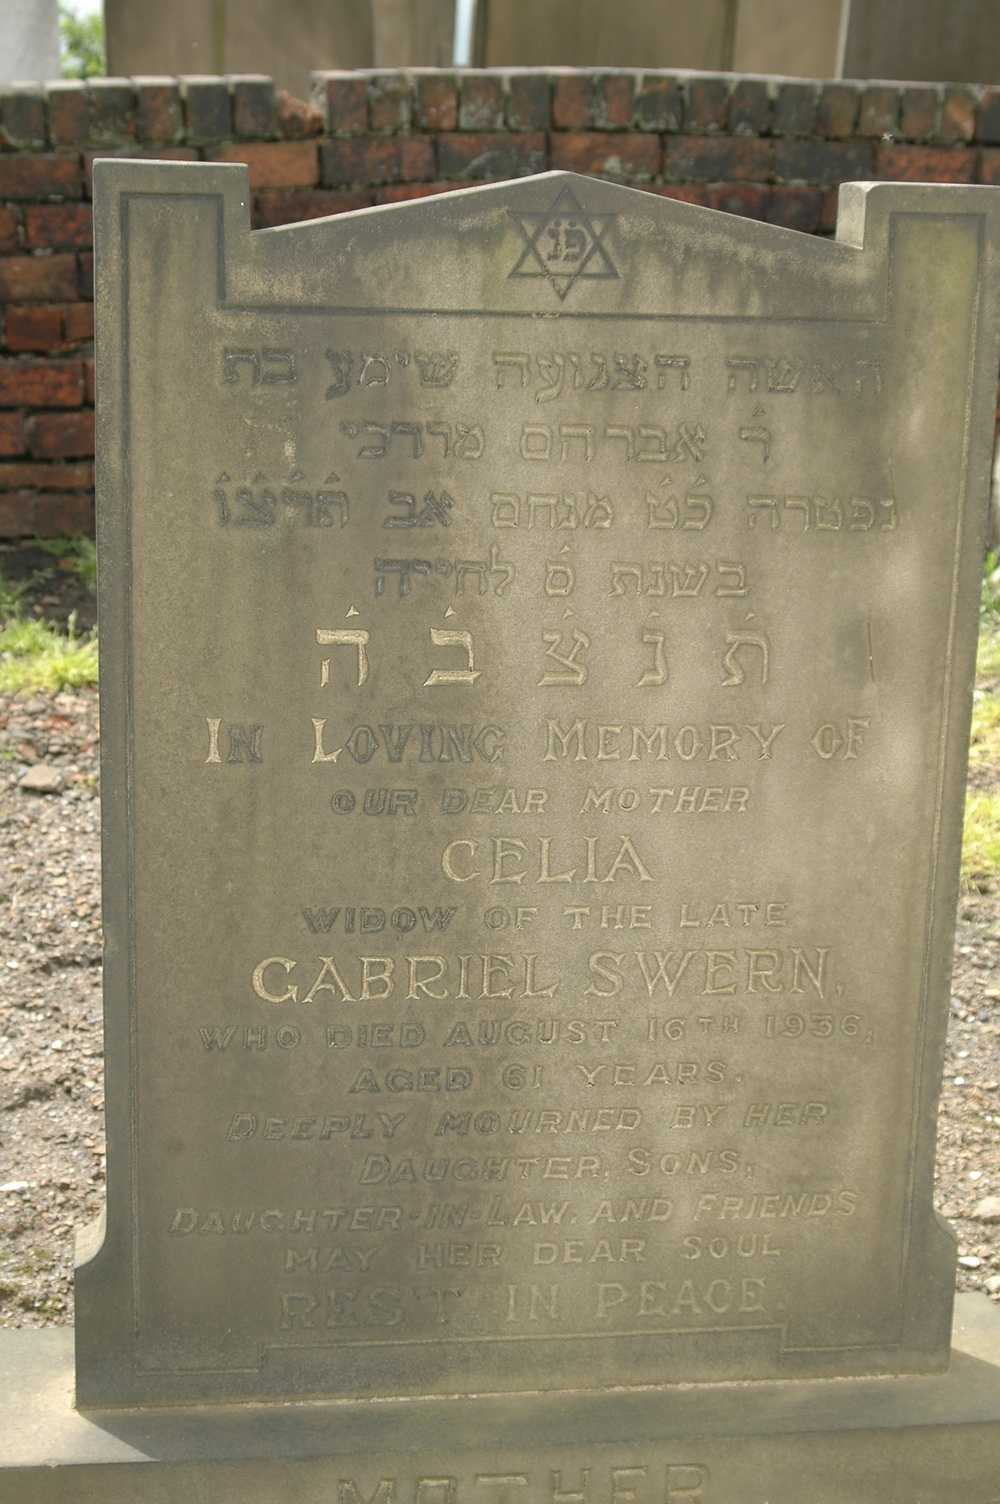 פ נ
האשה הצנועה שימע בת
ר׳ אברהם מרדכי
נפטרה כ׳ט׳ מנחם אב ת׳ר׳צ׳ו׳
בשנת ס׳ לחייה
ת׳ נ׳ צ׳ ב׳ ה׳
IN LOVING MEMORY OF
OUR DEAR MOTHER
CELIA
WIDOW OF THE LATE
GABRIEL SWERN,
WHO DIED AUGUST 16TH 1936,
AGED 61 YEARS.
DEEPLY MOURNED BY HER
DAUGHTER, SONS,
DAUGHTER-IN-LAW, AND FRIENDS
MAY HER DEAR SOUL
REST IN PEACE.
MOTHER